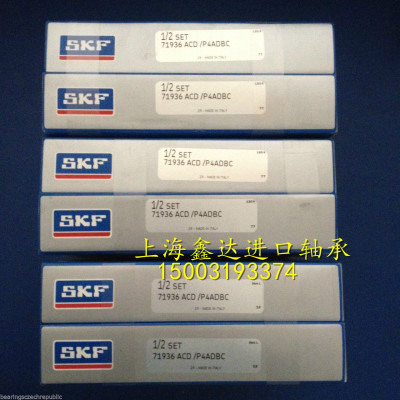 SKF
1/2 SET
71936 ACD /P4ADBC
SKF
1/2 SET
71936 ACD /P4ADBC
SKF
1/2 SET
71936 ACD /P4ADBC
SKF
1/2 SET
71936 ACD /P4ADBC
上海鑫达进口轴承
15003193374
SKF
1/2 SET
71936 ACD /P4ADBC
SKF
1/2 SET
71936 ACD /P4ADBC
bearingsczechrepublic